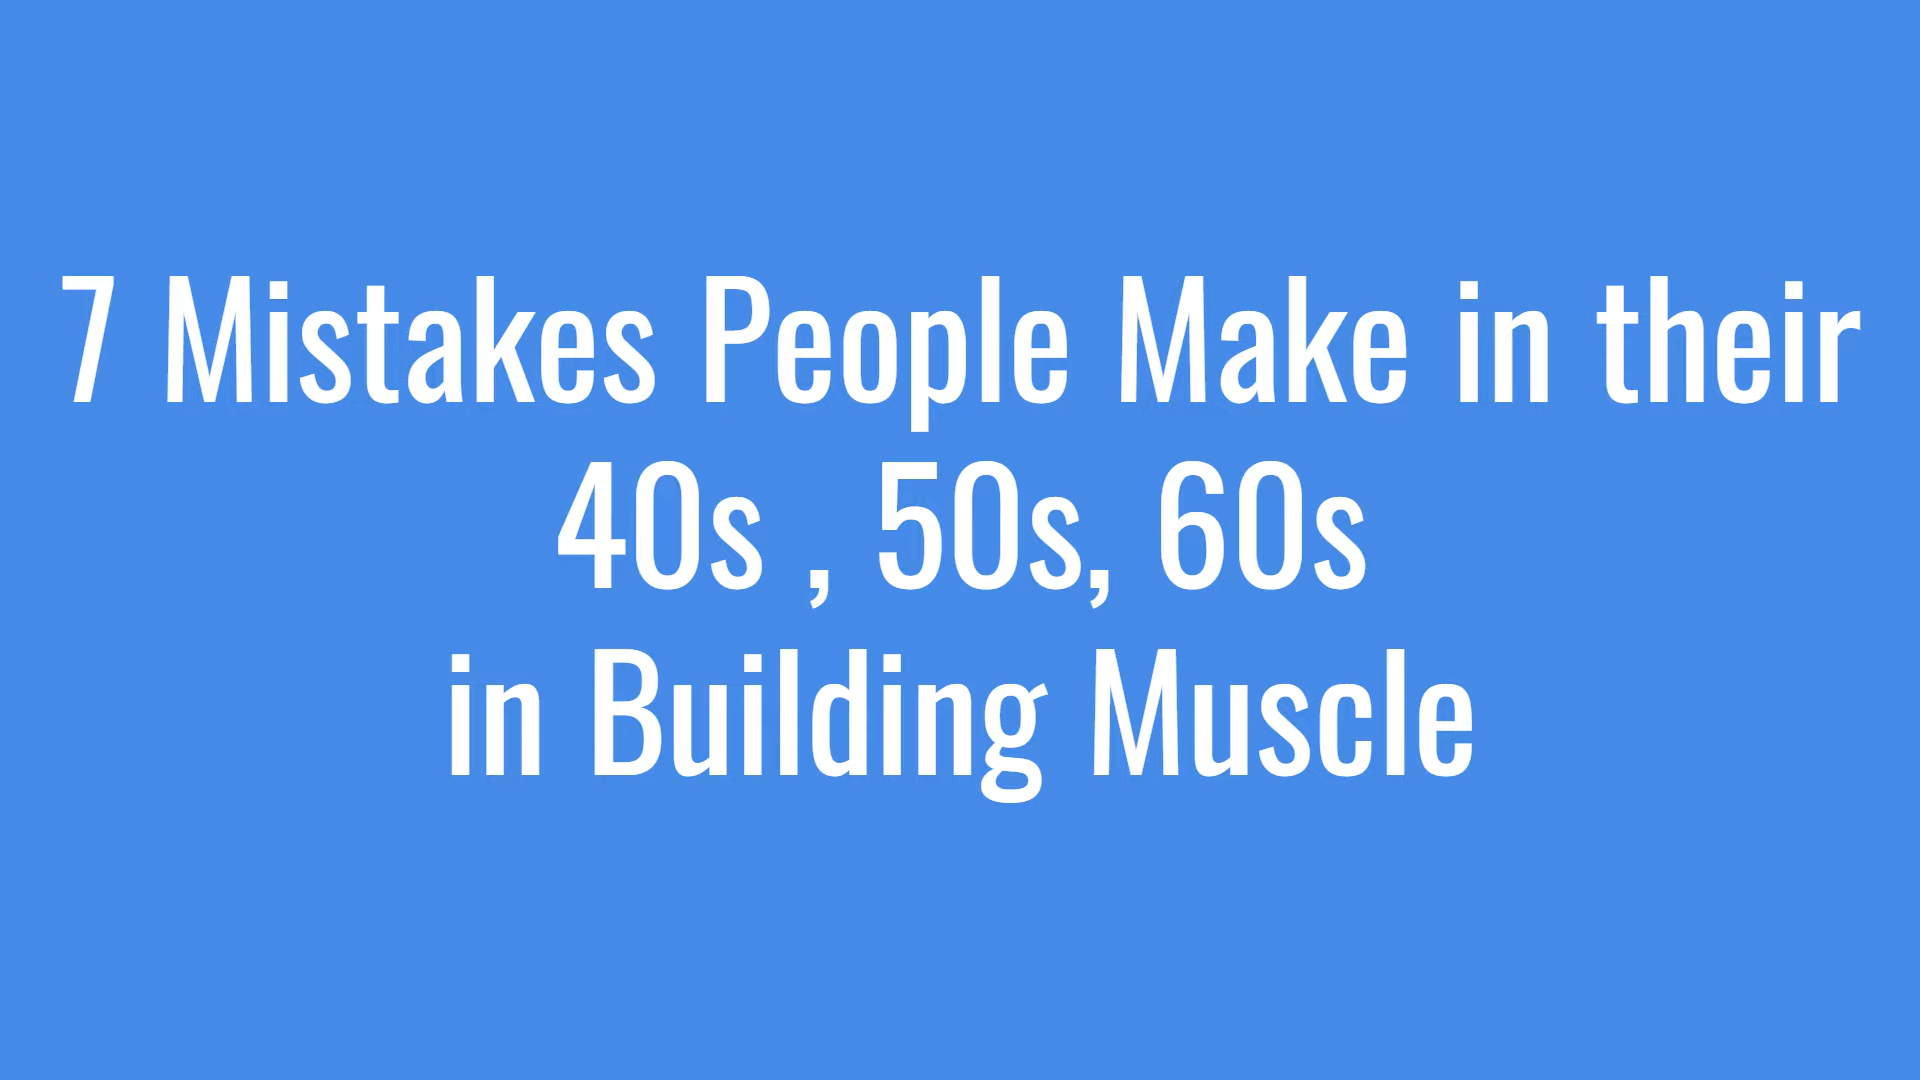 7 Mistakes People Make in their
40s , 50s, 60s
in Building Muscle